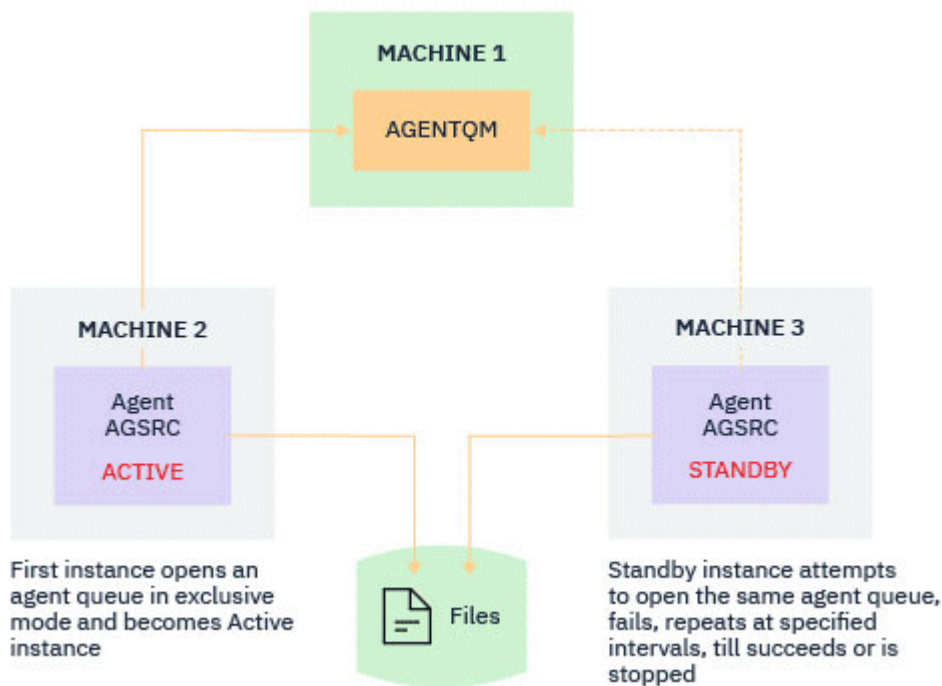 MACHINE 1
AGENTQM
MACHINE 2
Agent
AGSRC
ACTIVE
First instance opens an
agent queue in exclusive
mode and becomes Active
instance
Files
MACHINE 3
Agent
AGSRC
STANDBY
Standby instance attempts
to open the same agent queue,
fails, repeats at specified
intervals, till succeeds or is
stopped